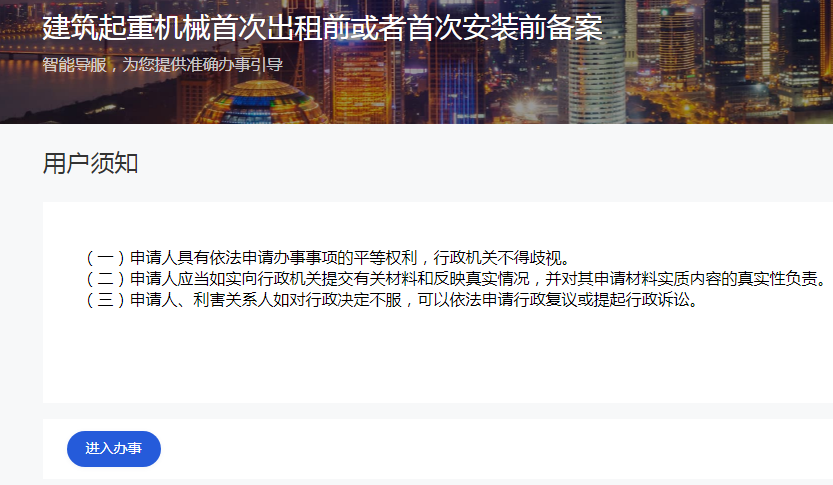 建筑起重机械首次出租前或者首次安装前备案
智能导服，为您提供准确办事引导
用户须知
（一）申请人具有依法申请办事事项的平等权利，行政机关不得歧视。
（二）申请人应当如实向行政机关提交有关材料和反映真实情况，并对其申请材料实质内容的真实性负责。
（三）申请人、利害关系人如对行政决定不服，可以依法申请行政复议或提起行政诉讼。
进入办事